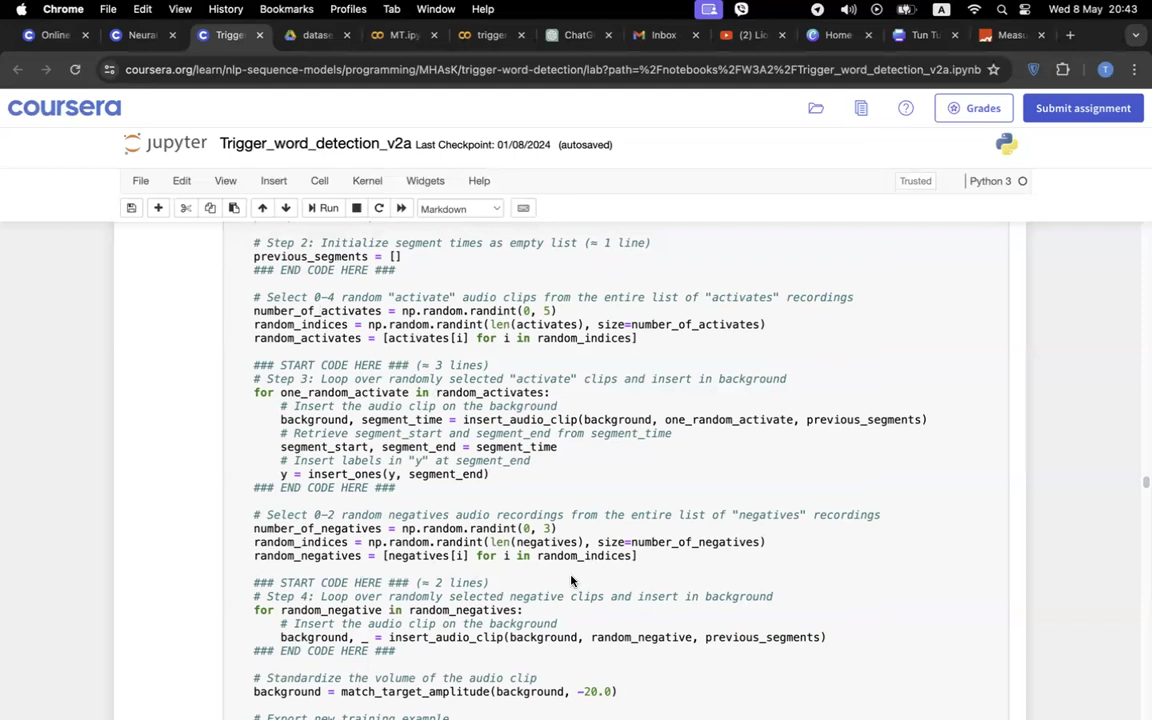 Chrome File Edit View History Bookmarks Profiles Tab Window Help A Wed 8 May 20:43
Online Neural Trigge datase MT.ipy trigger ChatG Inbox (2) Lio Home Tun Tu Measu
coursera.org/learn/nlp-sequence-models/programming/MHAsK/trigger-word-detection/lab?path=%2Fnotebooks%2FW3A2%2FTrigger_word_detection_v2a.ipynb T
coursera Grades Submit assignment
jupyter Trigger_word_detection_v2a Last Checkpoint: 01/08/2024 (autosaved)
File Edit View Insert Cell Kernel Widgets Help Trusted Python 3
Run Markdown
# Step 2: Initialize segment times as empty list (≈ 1 line)
previous_segments = []
### END CODE HERE ###
# Select 0-4 random "activate" audio clips from the entire list of "activates" recordings
number_of_activates = np.random.randint(0, 5)
random_indices = np.random.randint(len(activates), size=number_of_activates)
random_activates = [activates[i] for i in random_indices]
### START CODE HERE ### (≈ 3 lines)
# Step 3: Loop over randomly selected "activate" clips and insert in background
for one_random_activate in random_activates:
# Insert the audio clip on the background
background, segment_time = insert_audio_clip(background, one_random_activate, previous_segments)
# Retrieve segment_start and segment_end from segment_time
segment_start, segment_end = segment_time
# Insert labels in "y" at segment_end
y = insert_ones(y, segment_end)
### END CODE HERE ###
# Select 0-2 random negatives audio recordings from the entire list of "negatives" recordings
number_of_negatives = np.random.randint(0, 3)
random_indices = np.random.randint(len(negatives), size=number_of_negatives)
random_negatives = [negatives[i] for i in random_indices]
### START CODE HERE ### (≈ 2 lines)
# Step 4: Loop over randomly selected negative clips and insert in background
for random_negative in random_negatives:
# Insert the audio clip on the background
background, _ = insert_audio_clip(background, random_negative, previous_segments)
### END CODE HERE ###
# Standardize the volume of the audio clip
background = match_target_amplitude(background, -20.0)
# Export new training example